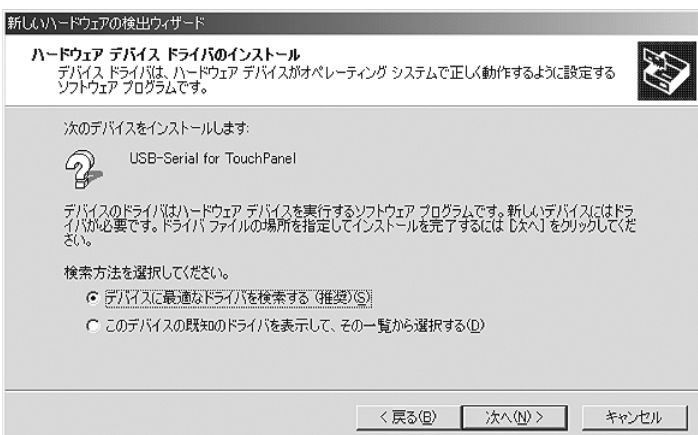 新しいハードウェアの検出ウィザード
ハードウェア デバイス ドライバのインストール
デバイス ドライバは、ハードウェア デバイスがオペレーティング システムで正しく動作するように設定する
ソフトウェア プログラムです。
次のデバイスをインストールします:
USB-Serial for TouchPanel
デバイスのドライバはハードウェア デバイスを実行するソフトウェア プログラムです。新しいデバイスにはドラ
イバが必要です。ドライバ ファイルの場所を指定してインストールを完了するには [次へ] をクリックしてくだ
さい。
検索方法を選択してください。
デバイスに最適なドライバを検索する (推奨)(S)
このデバイスの既知のドライバを表示して、その一覧から選択する(D)
< 戻る(B)
次へ(N) >
キャンセル